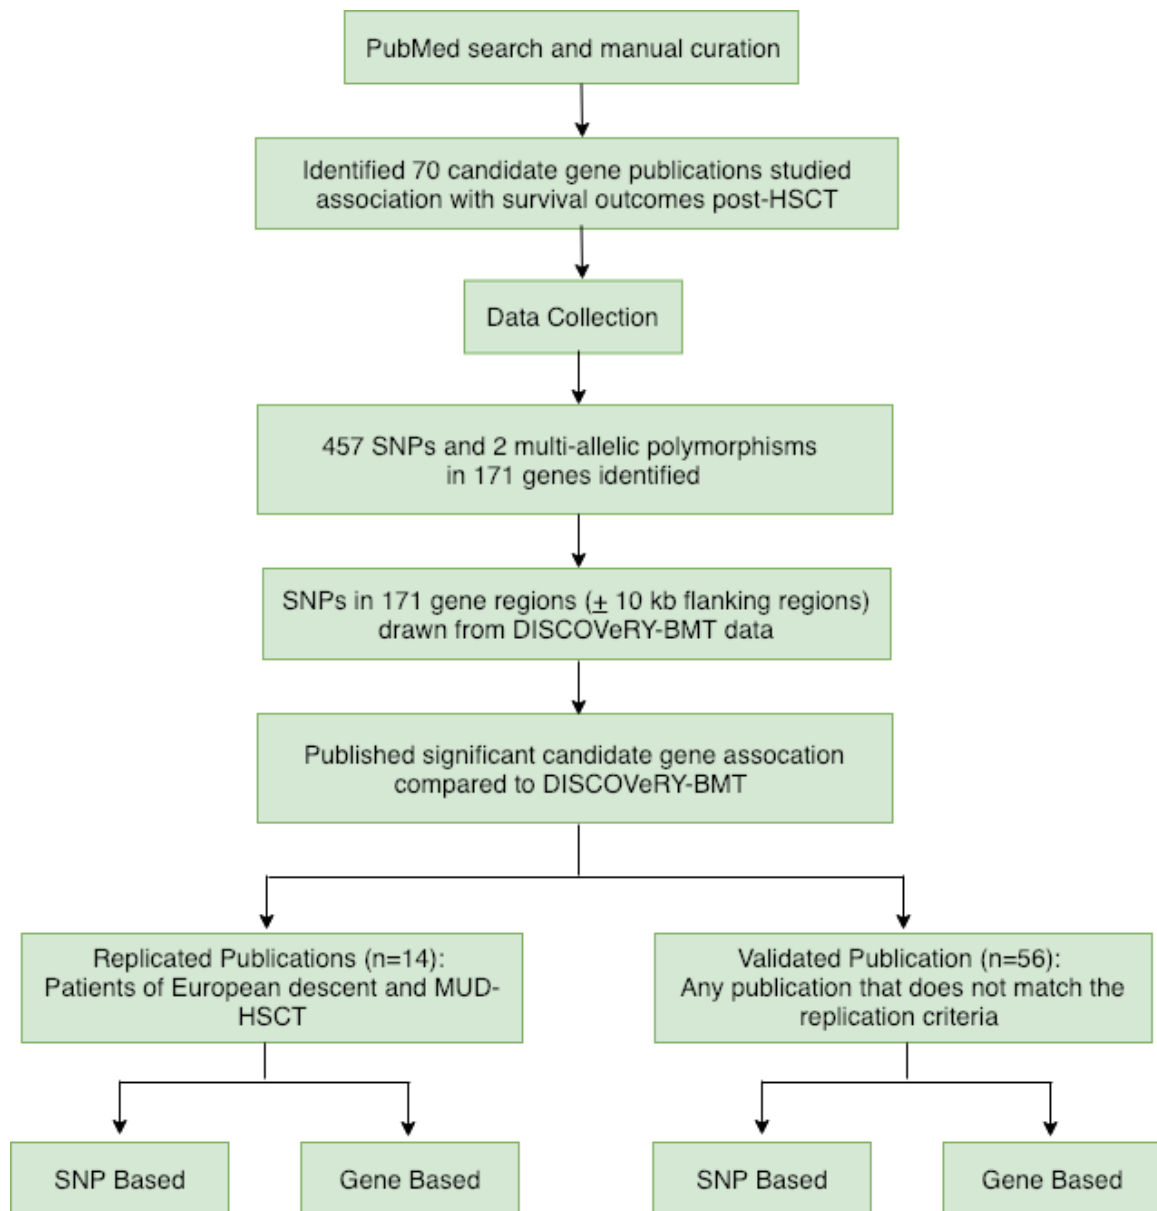 PubMed search and manual curation
Identified 70 candidate gene publications studied
association with survival outcomes post-HSCT
Data Collection
457 SNPs and 2 multi-allelic polymorphisms
in 171 genes identified
SNPs in 171 gene regions (± 10 kb flanking regions)
drawn from DISCOVeRY-BMT data
Published significant candidate gene assocation
compared to DISCOVeRY-BMT
Replicated Publications (n=14):
Patients of European descent and MUD-
HSCT
Validated Publication (n=56):
Any publication that does not match the
replication criteria
SNP Based
Gene Based
SNP Based
Gene Based